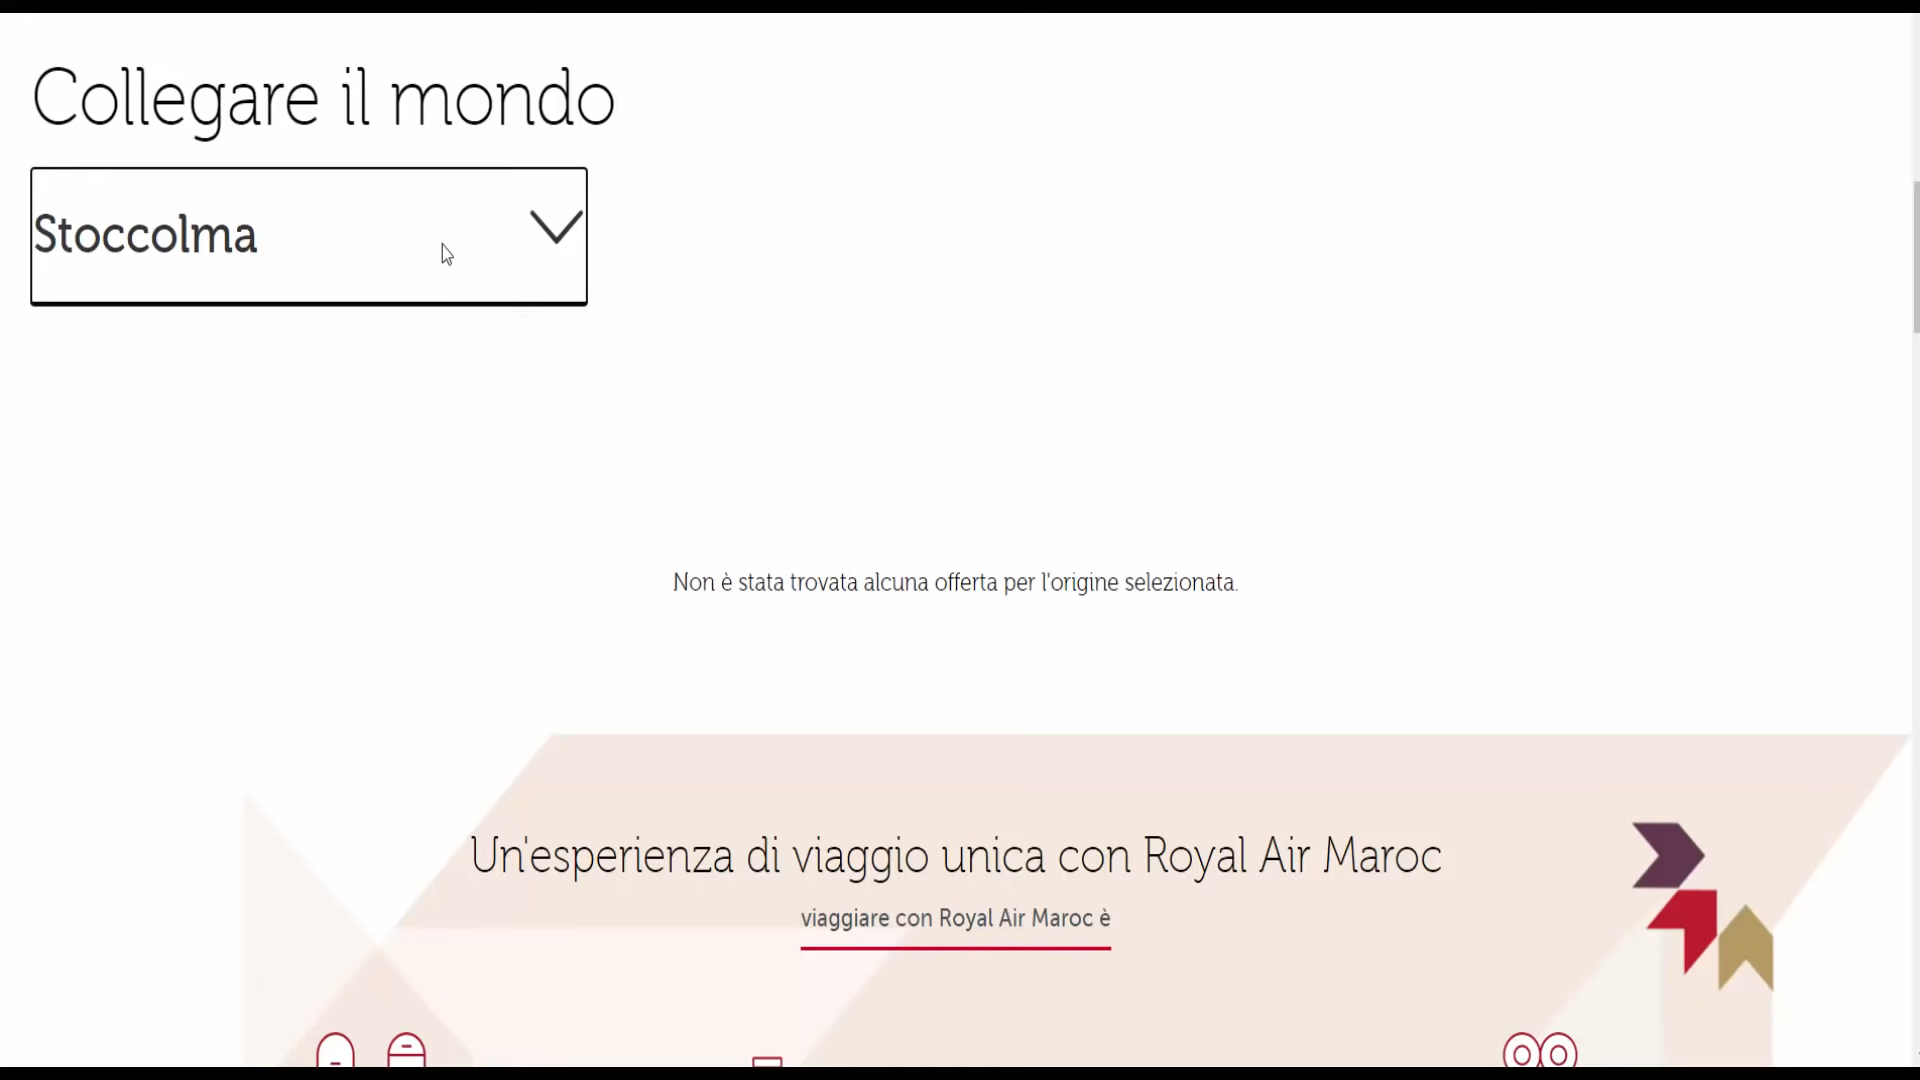 Collegare il mondo
Stoccolma
Non è stata trovata alcuna offerta per l'origine selezionata.
Un'esperienza di viaggio unica con Royal Air Maroc
viaggiare con Royal Air Maroc è